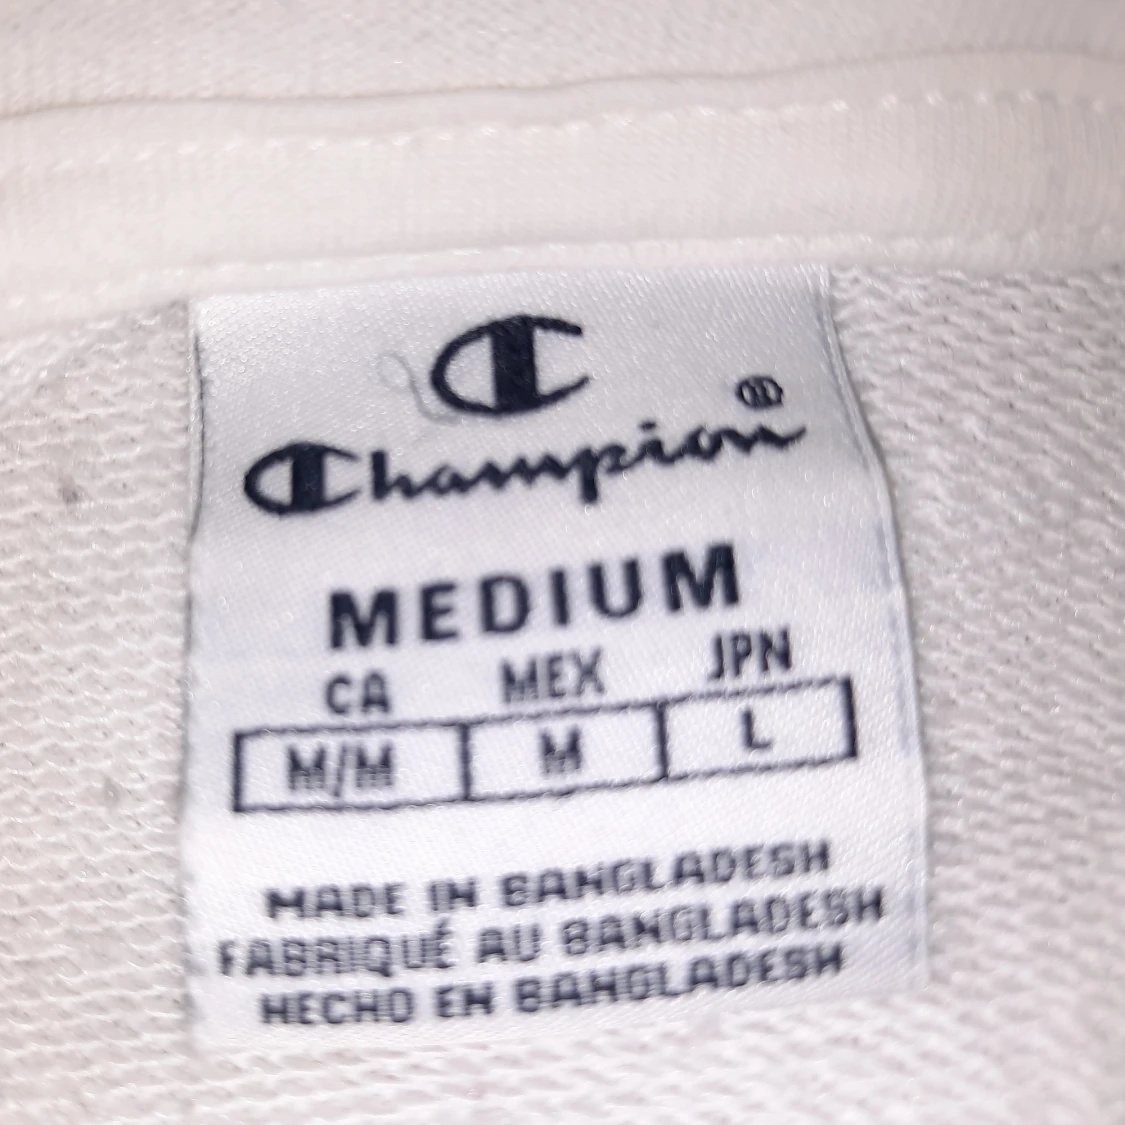 Champion®
MEDIUM
CA MEX JPN
M/M M L
MADE IN BANGLADESH
FABRIQUÉ AU BANGLADESH
HECHO EN BANGLADESH